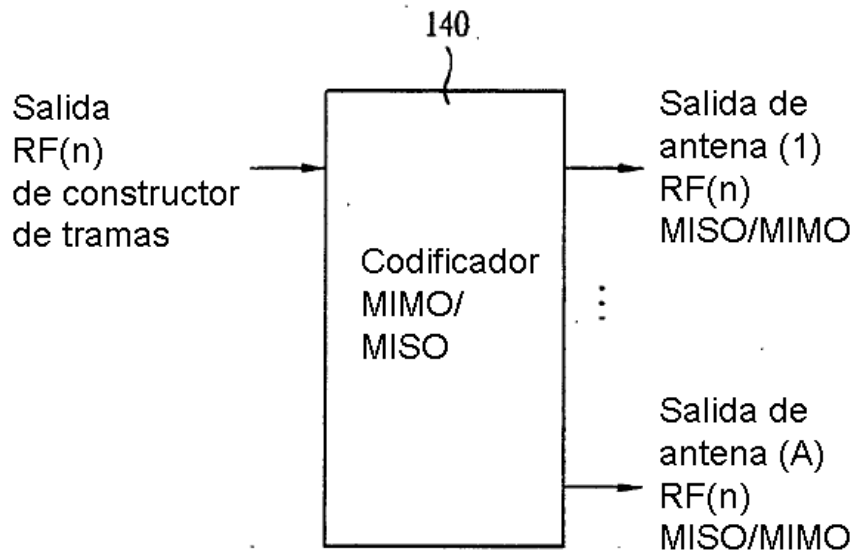 140
Salida
RF(n)
de constructor
de tramas
Codificador
MIMO/
MISO
Salida de
antena (1)
RF(n)
MISO/MIMO
Salida de
antena (A)
RF(n)
MISO/MIMO